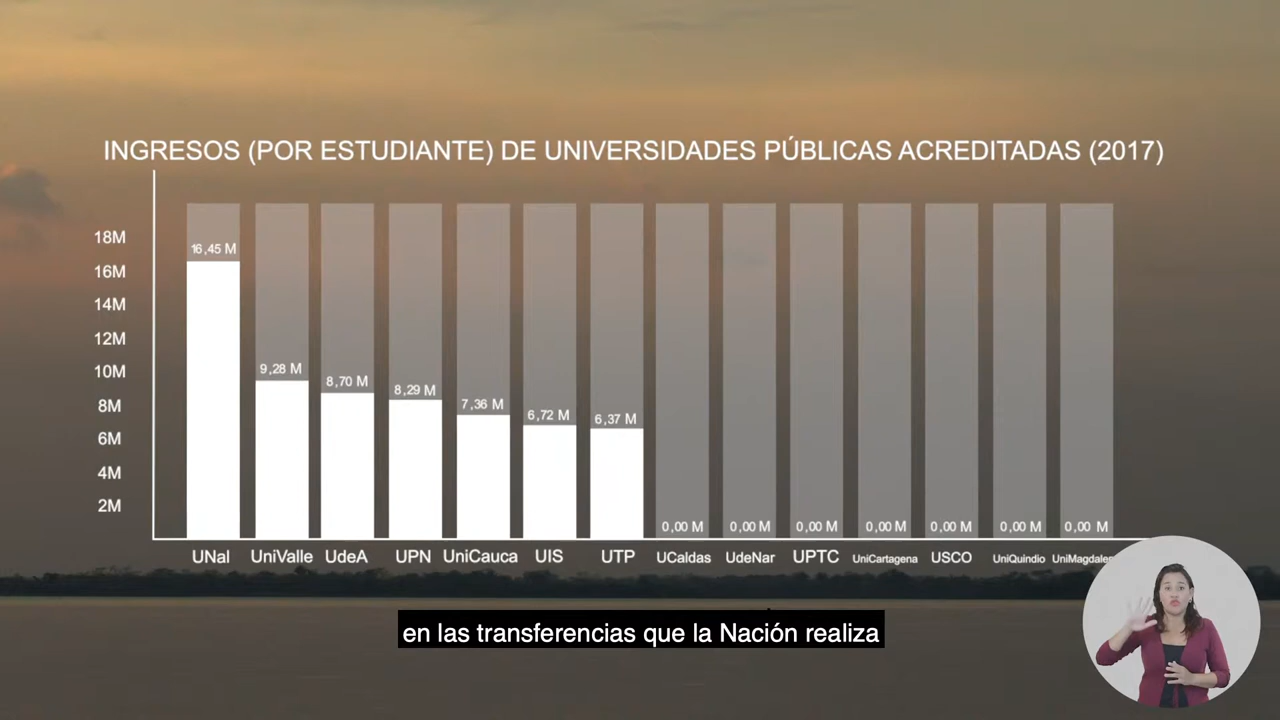 INGRESOS (POR ESTUDIANTE) DE UNIVERSIDADES PÚBLICAS ACREDITADAS (2017)
18M
16M
14M
12M
10M
8M
6M
4M
2M
16,45 M
9,28 M
8,70 M
8,29 M
7,36 M
6,72 M
6,37 M
0,00 M
0,00 M
0,00 M
0,00 M
0,00 M
0,00 M
0,00 M
UNal UniValle UdeA UPN UniCauca UIS UTP UCaldas UdeNar UPTC UniCartagena USCO UniQuindio
en las transferencias que la Nación realiza